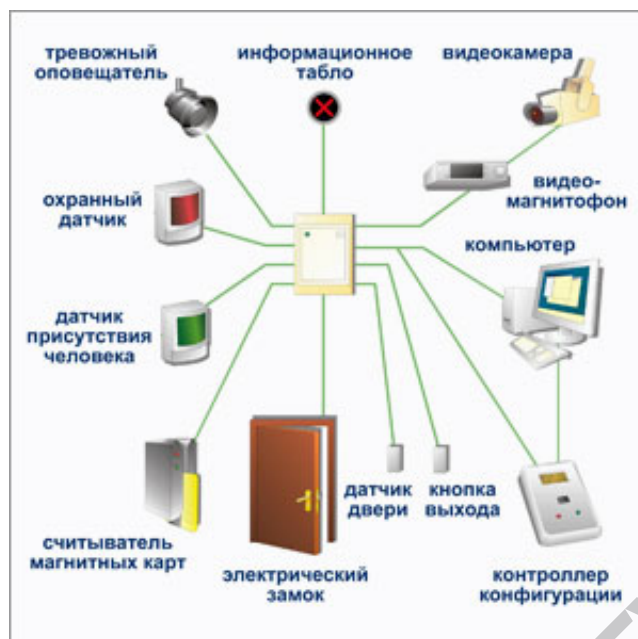 тревожный
оповещатель
информационное
табло
видеокамера
охранный
датчик
видео-
магнитофон
компьютер
датчик
присутствия
человека
датчик
двери
кнопка
выхода
считыватель
магнитных карт
электрический
замок
контроллер
конфигурации